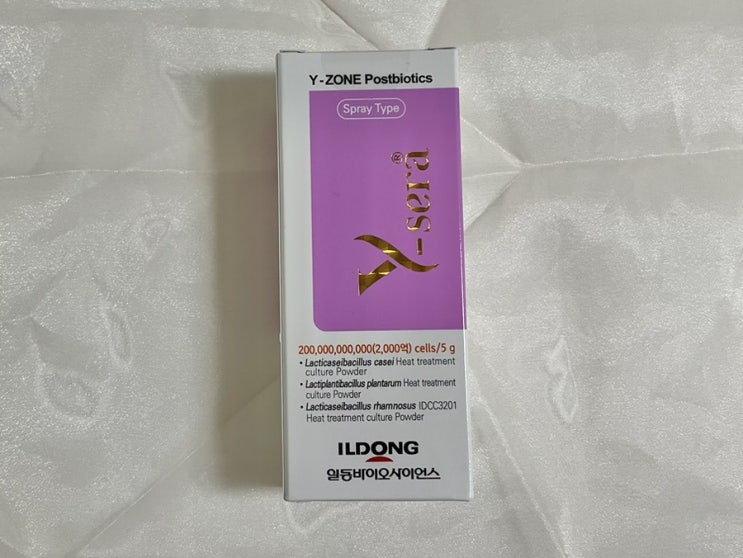 Y-ZONE Postbiotics
Spray Type
Y-sera®
200,000,000,000(2,000억) cells/5 g
• Lacticaseibacillus casei Heat treatment
culture Powder
• Lactiplantibacillus plantarum Heat treatment
culture Powder
• Lacticaseibacillus rhamnosus IDCC3201
Heat treatment culture Powder
ILDONG
일동바이오사이언스